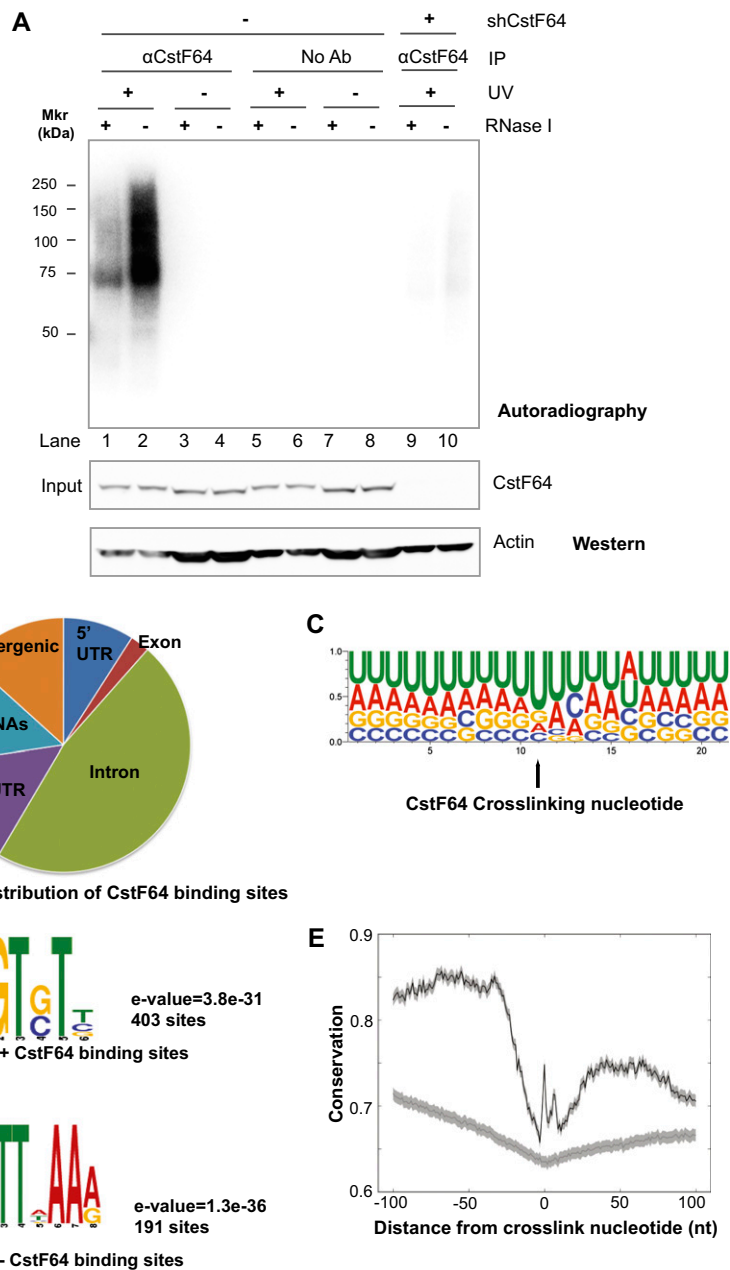 A
- + shCstF64
αCstF64 No Ab αCstF64 IP
+ - + - + UV
Mkr
(kDa)
+ - + - + - + - + - RNase I
250
150
100
75
50
Autoradiography
Lane 1 2 3 4 5 6 7 8 9 10
Input CstF64
Actin Western
ergenic
5'
UTR
Exon
NAs
Intron
UTR
stribution of CstF64 binding sites
C
1.0
0.5
0.0
5 10 15 20
CstF64 Crosslinking nucleotide
GTGTT
e-value=3.8e-31
403 sites
+ CstF64 binding sites
TTAAA
e-value=1.3e-36
191 sites
- CstF64 binding sites
E
0.9
0.8
0.7
0.6
Conservation
-100 -50 0 50 100
Distance from crosslink nucleotide (nt)